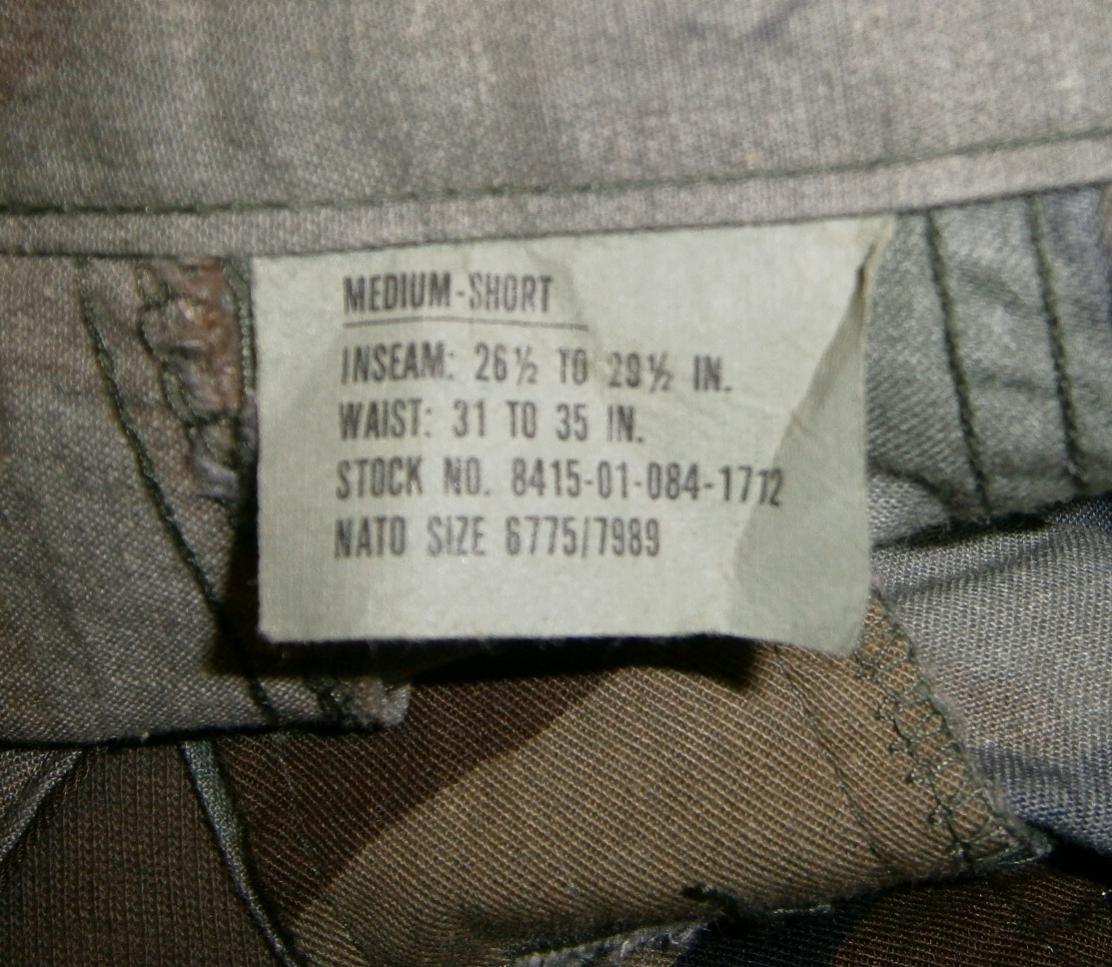 MEDIUM-SHORT
INSEAM: 26½ TO 29½ IN.
WAIST: 31 TO 35 IN.
STOCK NO. 8415-01-084-1712
NATO SIZE 6775/7989